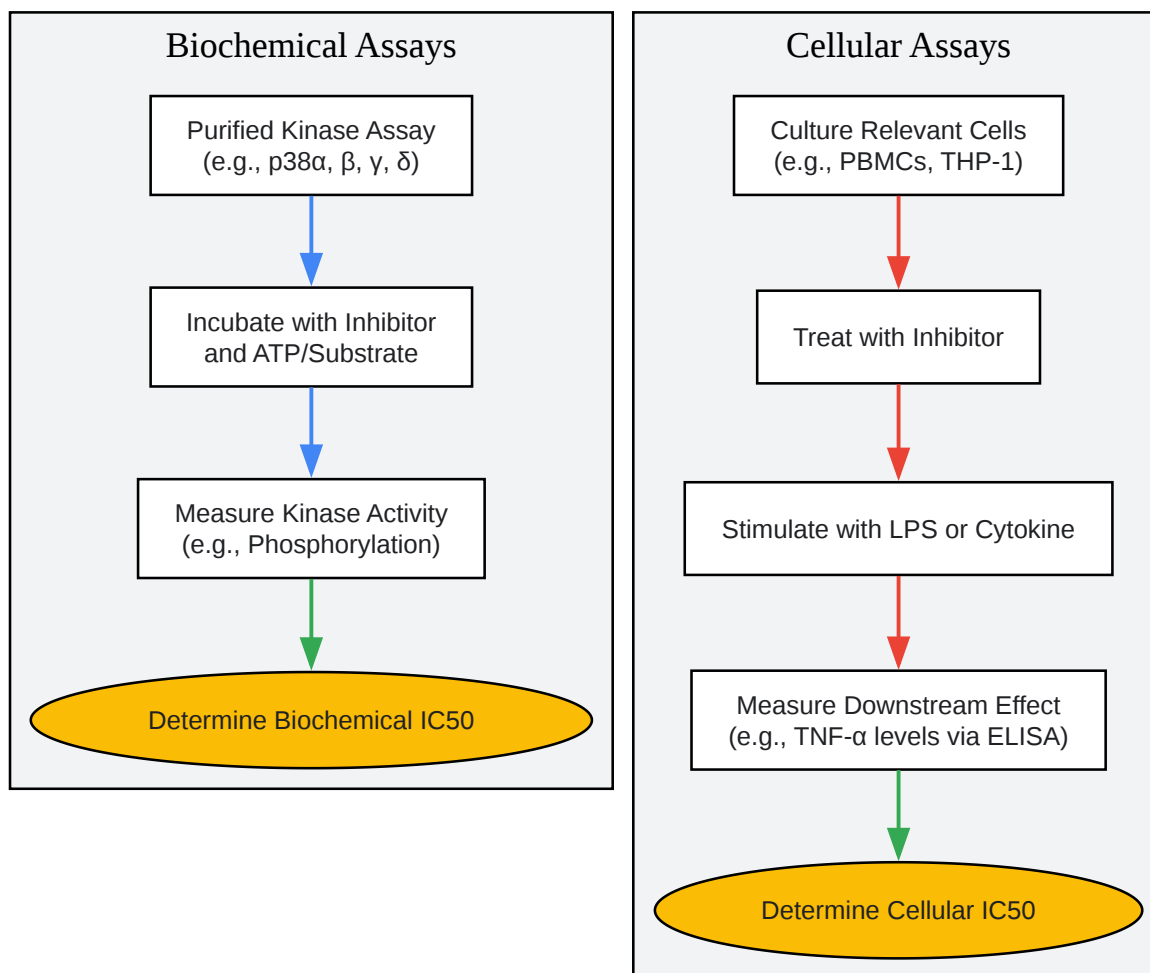 Biochemical Assays
Purified Kinase Assay
(e.g., p38α, β, γ, δ)
Incubate with Inhibitor
and ATP/Substrate
Measure Kinase Activity
(e.g., Phosphorylation)
Determine Biochemical IC50
Cellular Assays
Culture Relevant Cells
(e.g., PBMCs, THP-1)
Treat with Inhibitor
Stimulate with LPS or Cytokine
Measure Downstream Effect
(e.g., TNF-α levels via ELISA)
Determine Cellular IC50